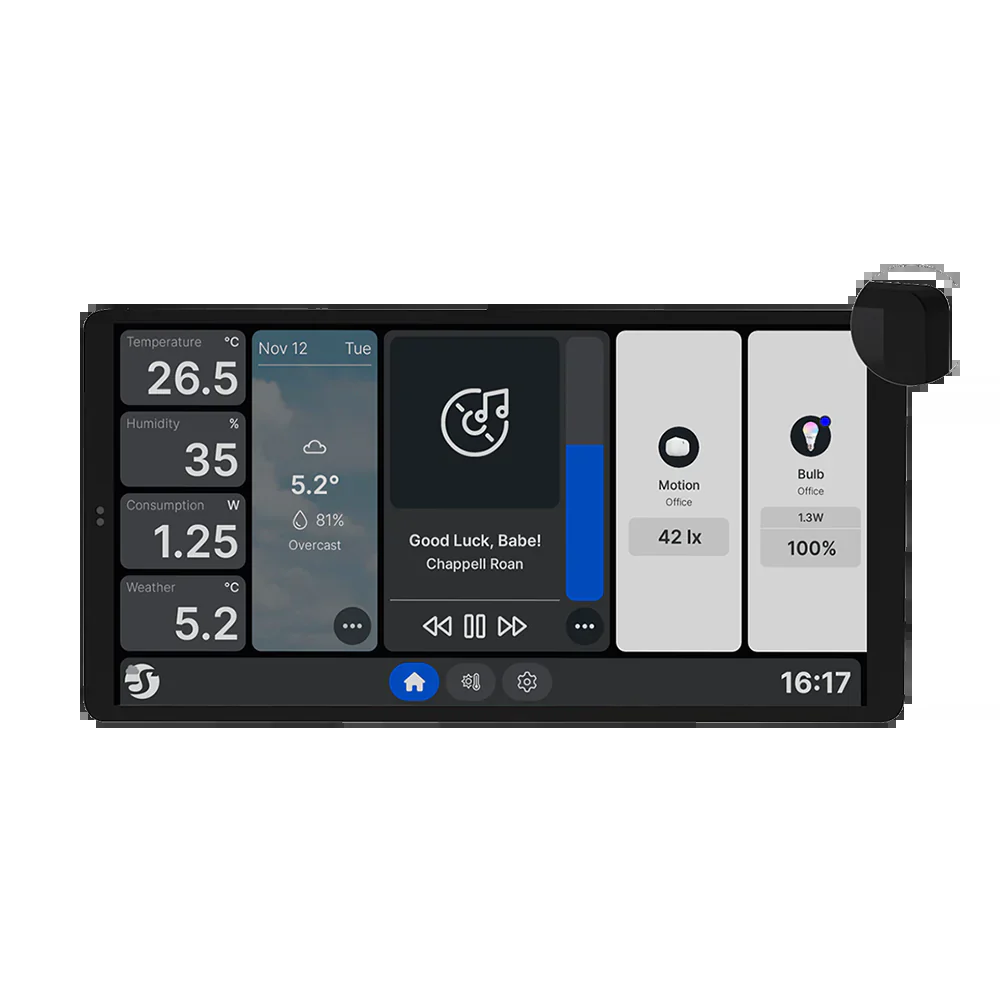 Temperature °C
26.5
Humidity %
35
Consumption W
1.25
Weather °C
5.2
Nov 12 Tue
5.2°
81%
Overcast
Good Luck, Babe!
Chappell Roan
Motion
Office
42 lx
Bulb
Office
1.3W
100%
16:17